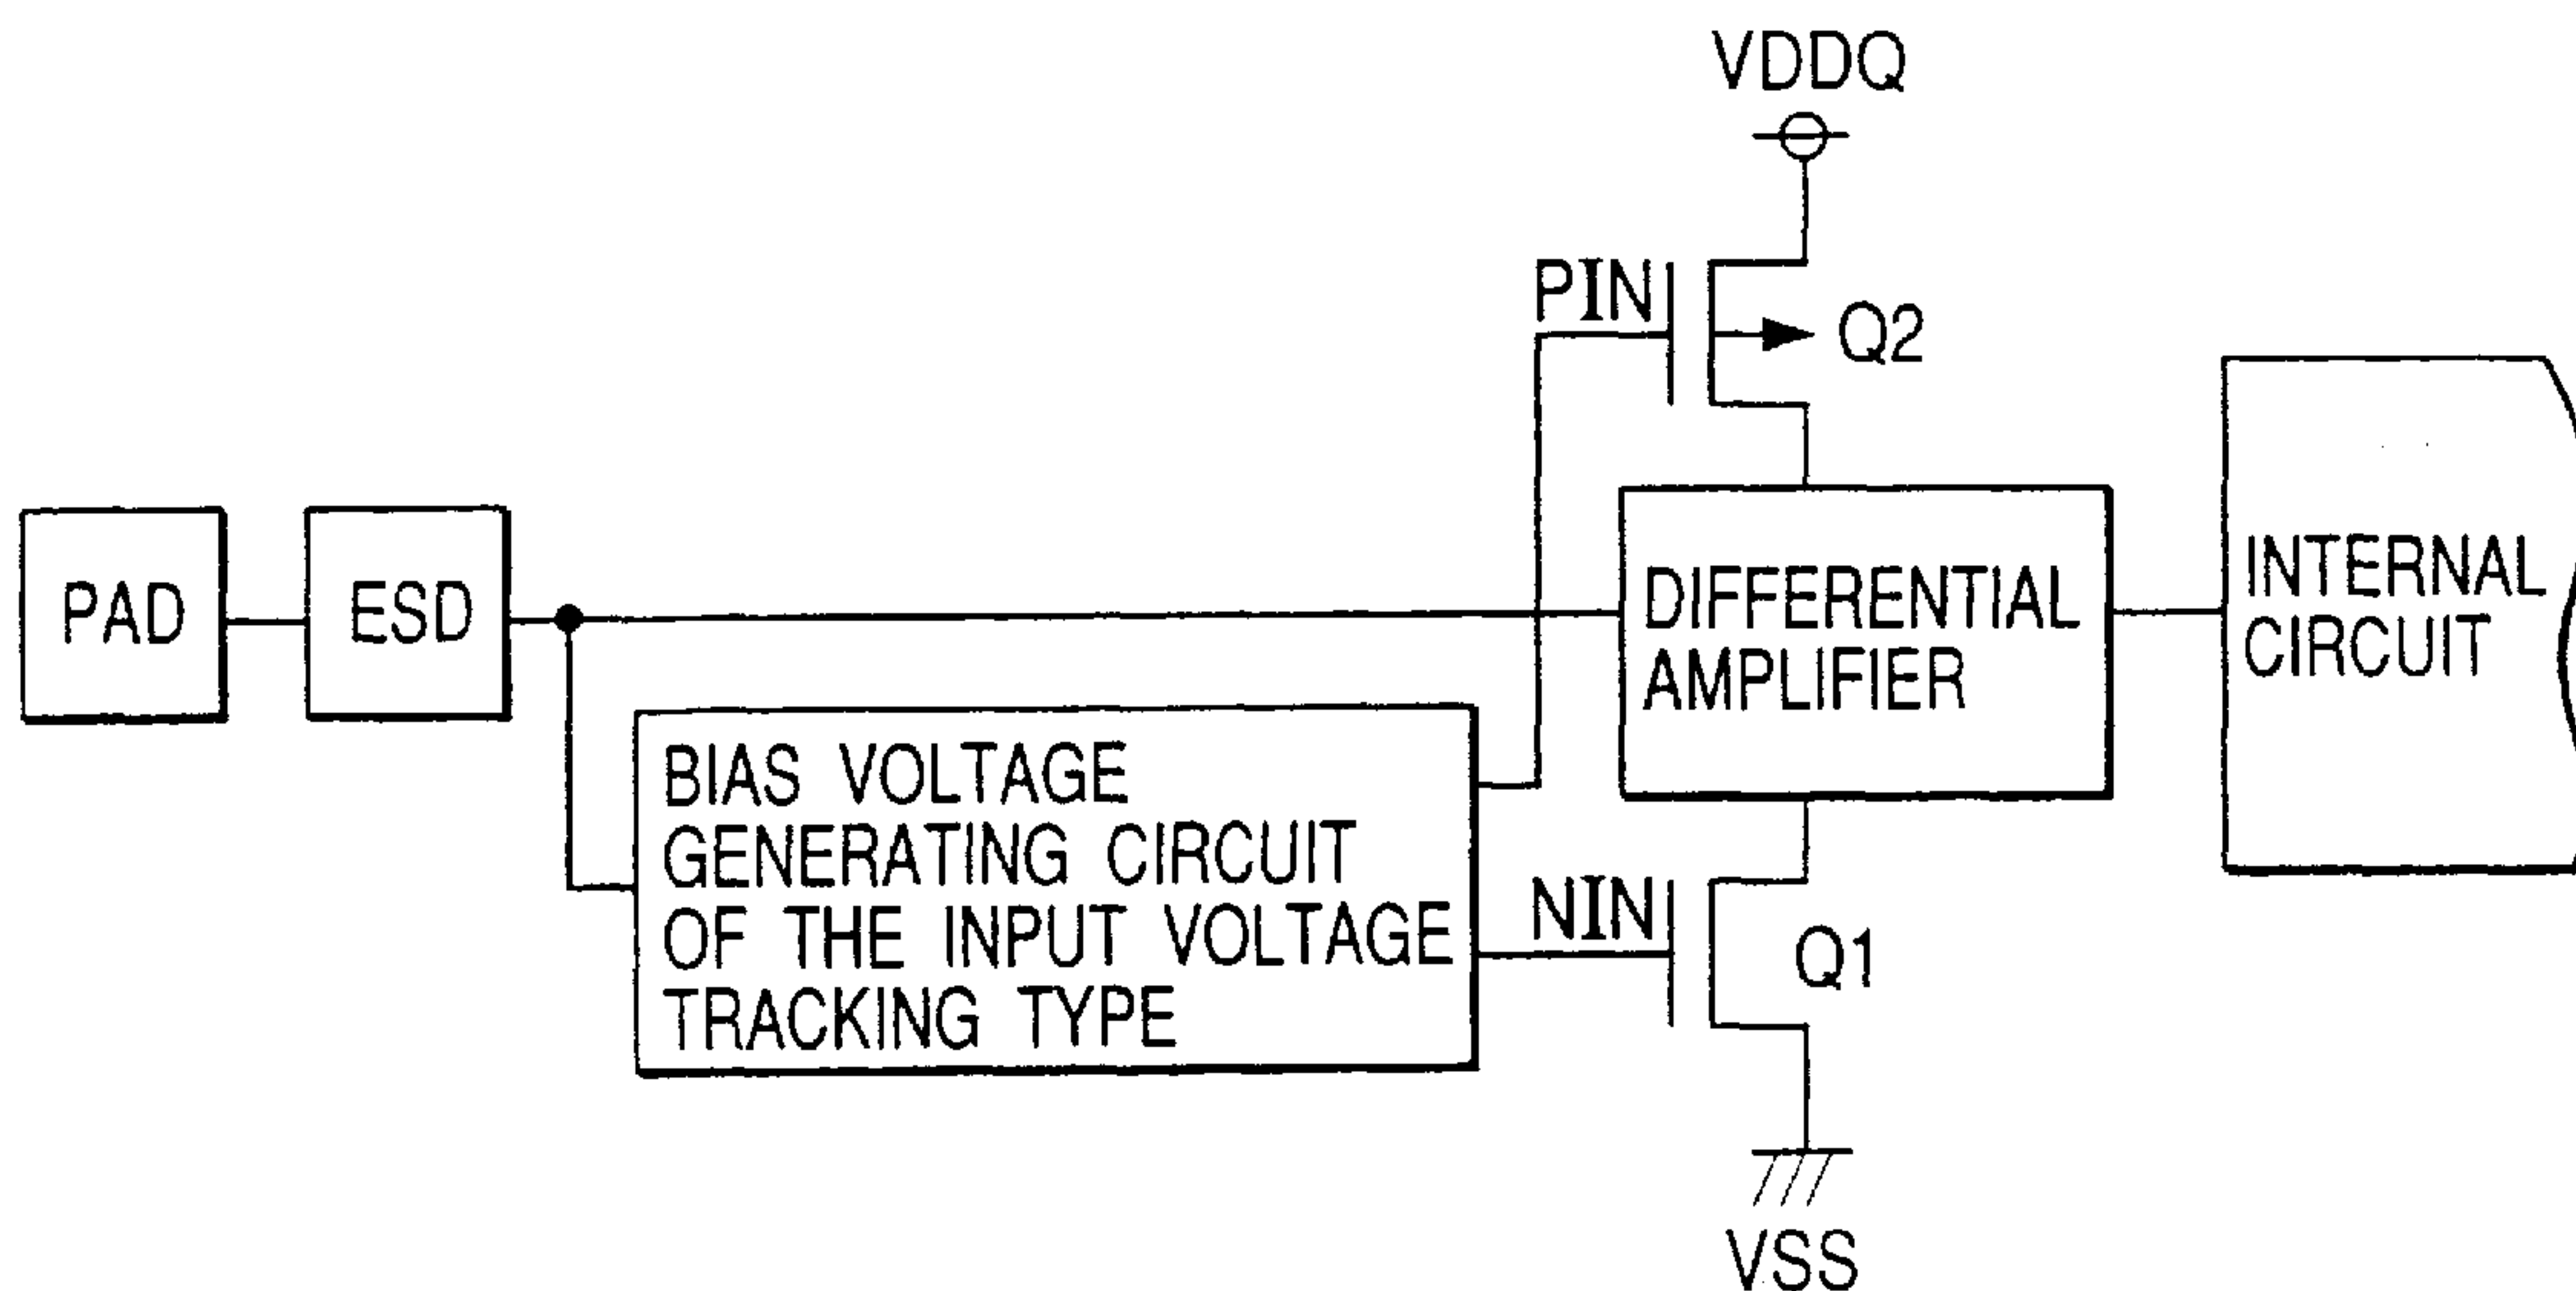 VDDQ
PIN
Q2
PAD
ESD
DIFFERENTIAL
AMPLIFIER
INTERNAL
CIRCUIT
BIAS VOLTAGE
GENERATING CIRCUIT
OF THE INPUT VOLTAGE
TRACKING TYPE
NIN
Q1
VSS